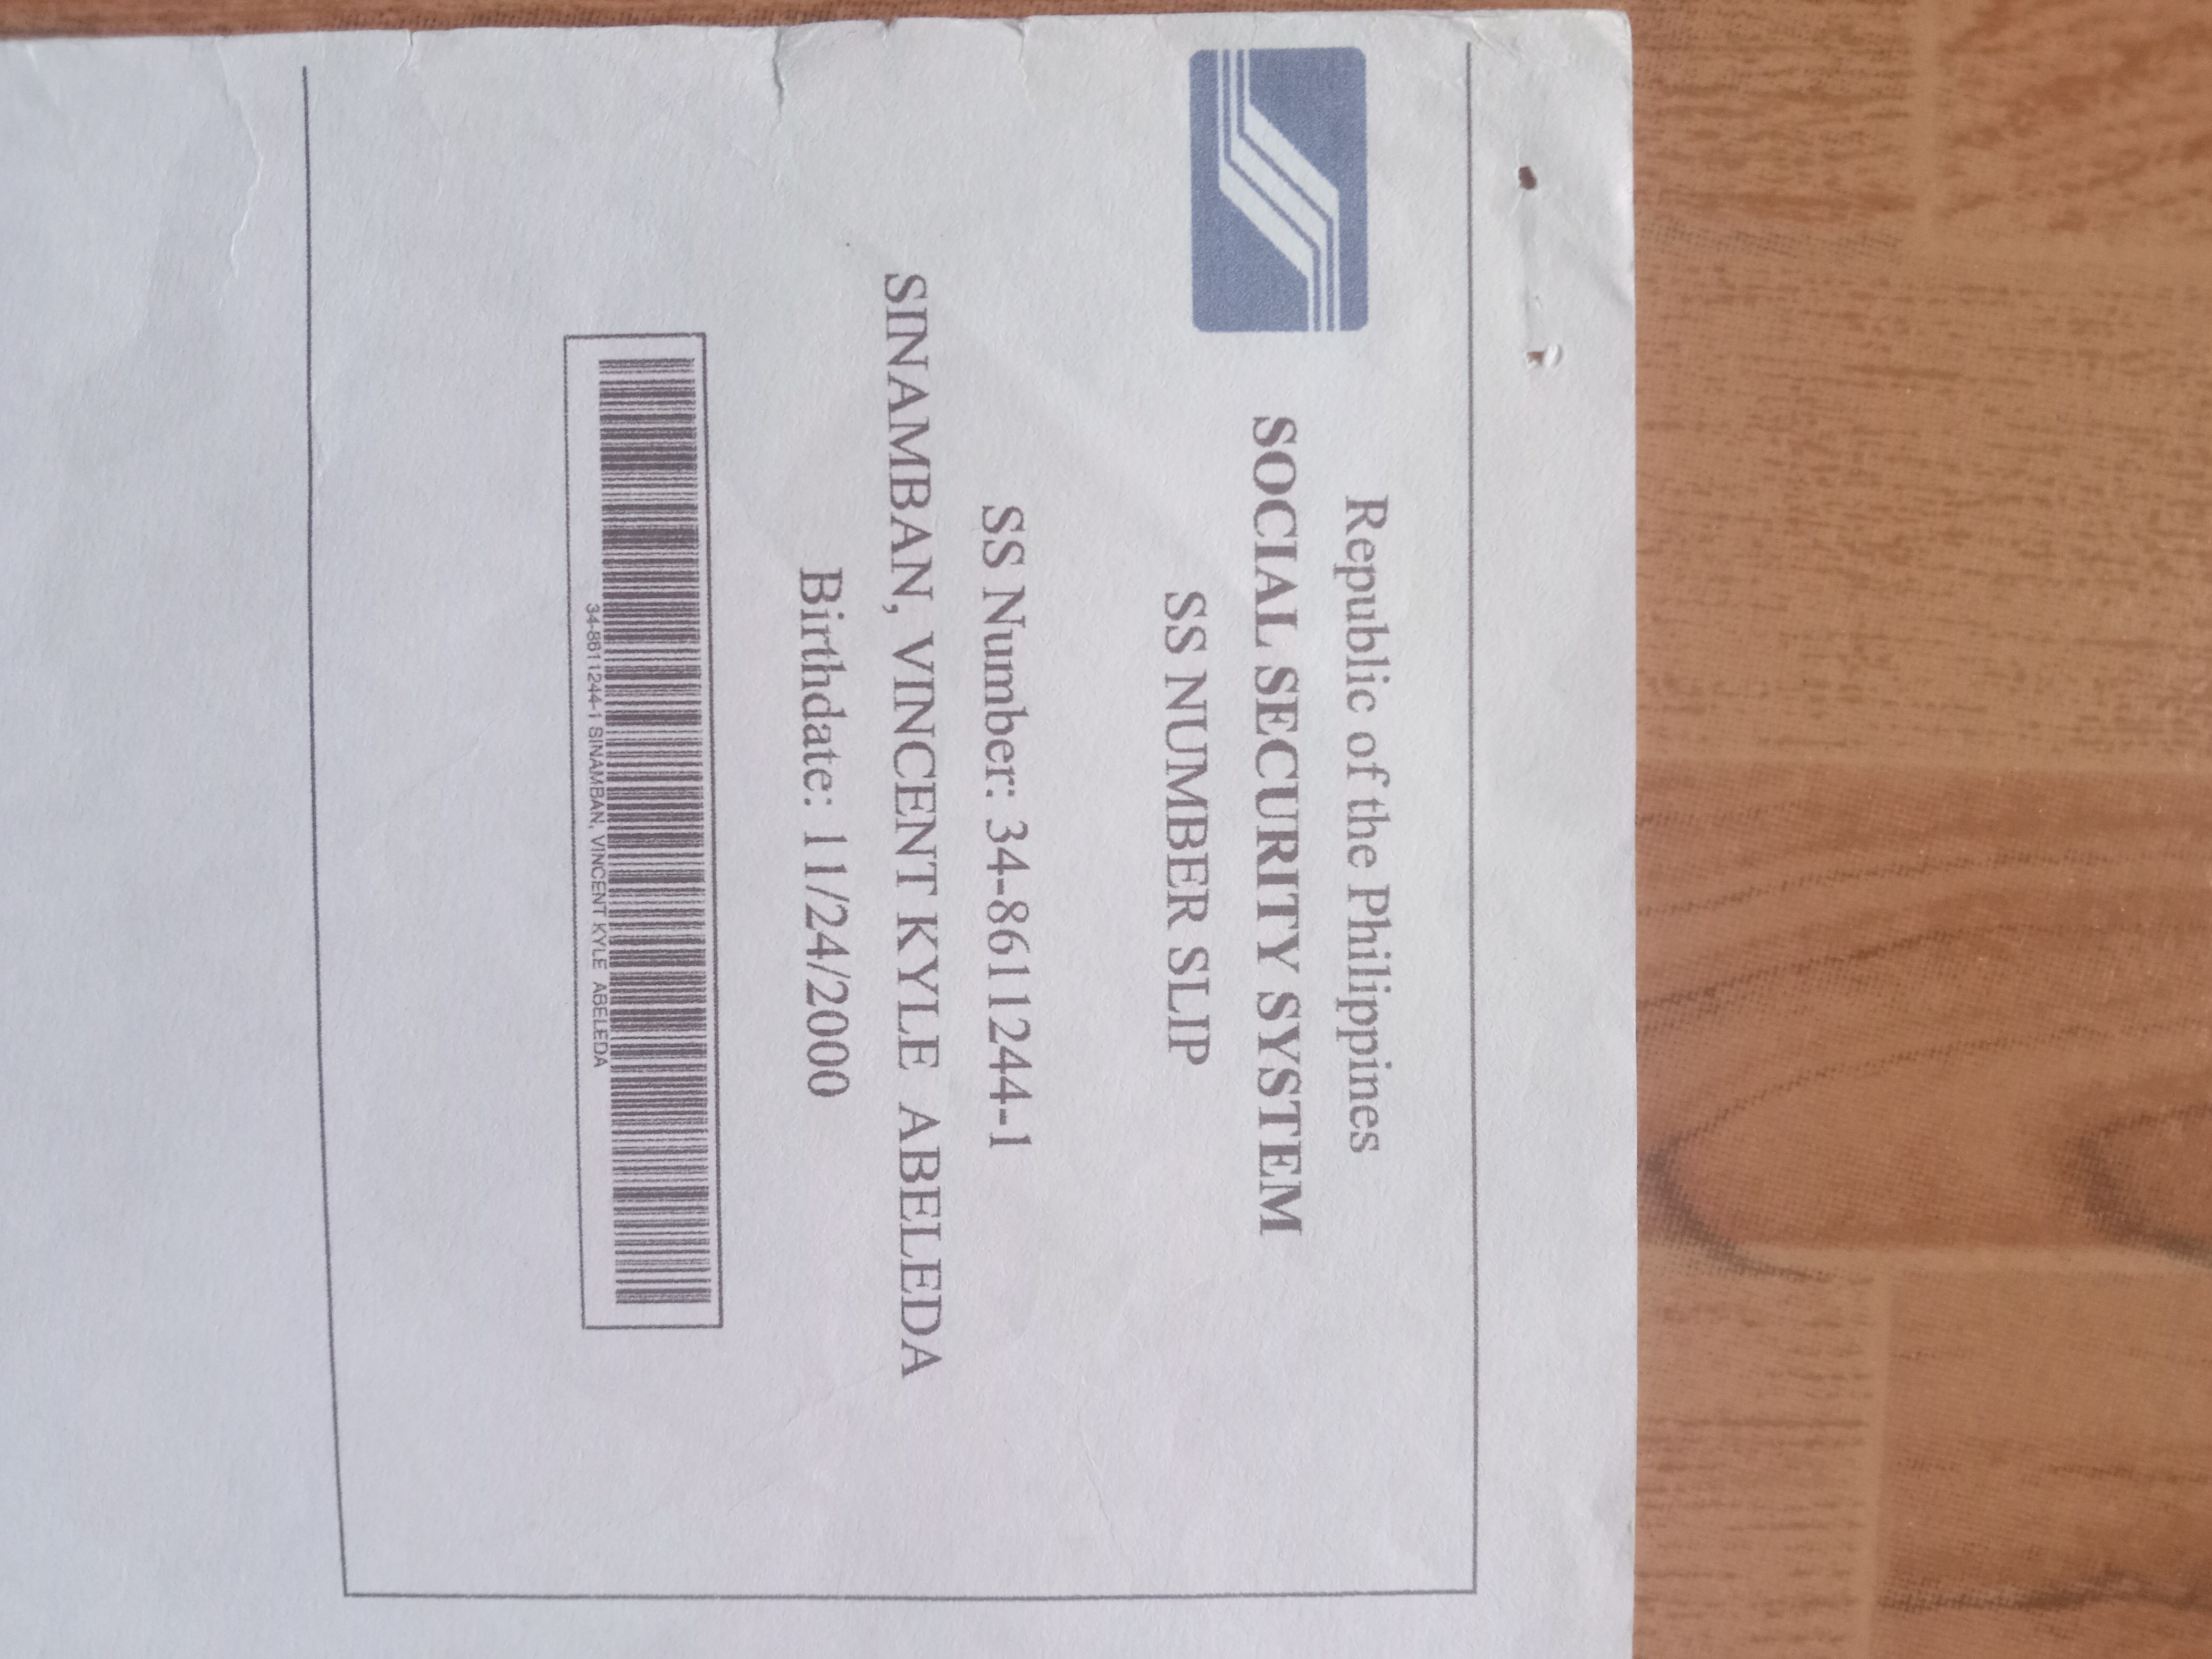 Republic of the Philippines
SOCIAL SECURITY SYSTEM
SS NUMBER SLIP
SS Number: 34-8611244-1
SINAMBAN, VINCENT KYLE ABELEDA
Birthdate: 11/24/2000
34-8611244-1 SINAMBAN, VINCENT KYLE ABELEDA